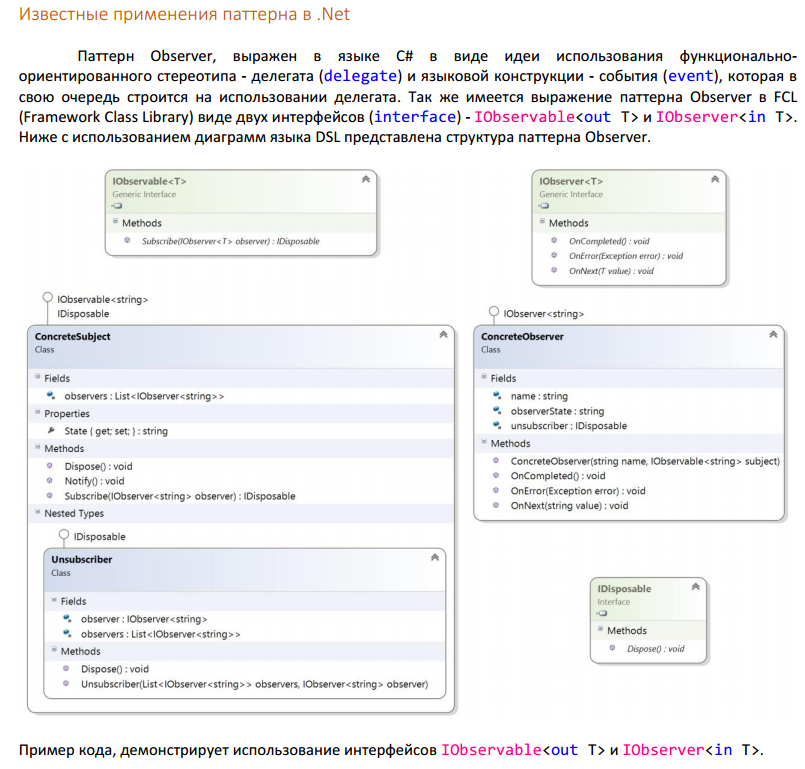 Известные применения паттерна в .Net
Паттерн Observer, выражен в языке C# в виде идеи использования функционально-
ориентированного стереотипа - делегата (delegate) и языковой конструкции - события (event), которая в
свою очередь строится на использовании делегата. Так же имеется выражение паттерна Observer в FCL
(Framework Class Library) виде двух интерфейсов (interface) - IObservable<out T> и IObserver<in T>.
Ниже с использованием диаграмм языка DSL представлена структура паттерна Observer.
IObservable<T>
Generic Interface
Methods
Subscribe(IObserver<T> observer) : IDisposable
IObserver<T>
Generic Interface
Methods
OnCompleted() : void
OnError(Exception error) : void
OnNext(T value) : void
IObservable<string>
IDisposable
ConcreteSubject
Class
Fields
observers : List<IObserver<string>>
Properties
State { get; set; } : string
Methods
Dispose() : void
Notify() : void
Subscribe(IObserver<string> observer) : IDisposable
Nested Types
IDisposable
Unsubscriber
Class
Fields
observer : IObserver<string>
observers : List<IObserver<string>>
Methods
Dispose() : void
Unsubscriber(List<IObserver<string>> observers, IObserver<string> observer)
IObserver<string>
ConcreteObserver
Class
Fields
name : string
observerState : string
unsubscriber : IDisposable
Methods
ConcreteObserver(string name, IObservable<string> subject)
OnCompleted() : void
OnError(Exception error) : void
OnNext(string value) : void
IDisposable
Interface
Methods
Dispose() : void
Пример кода, демонстрирует использование интерфейсов IObservable<out T> и IObserver<in T>.